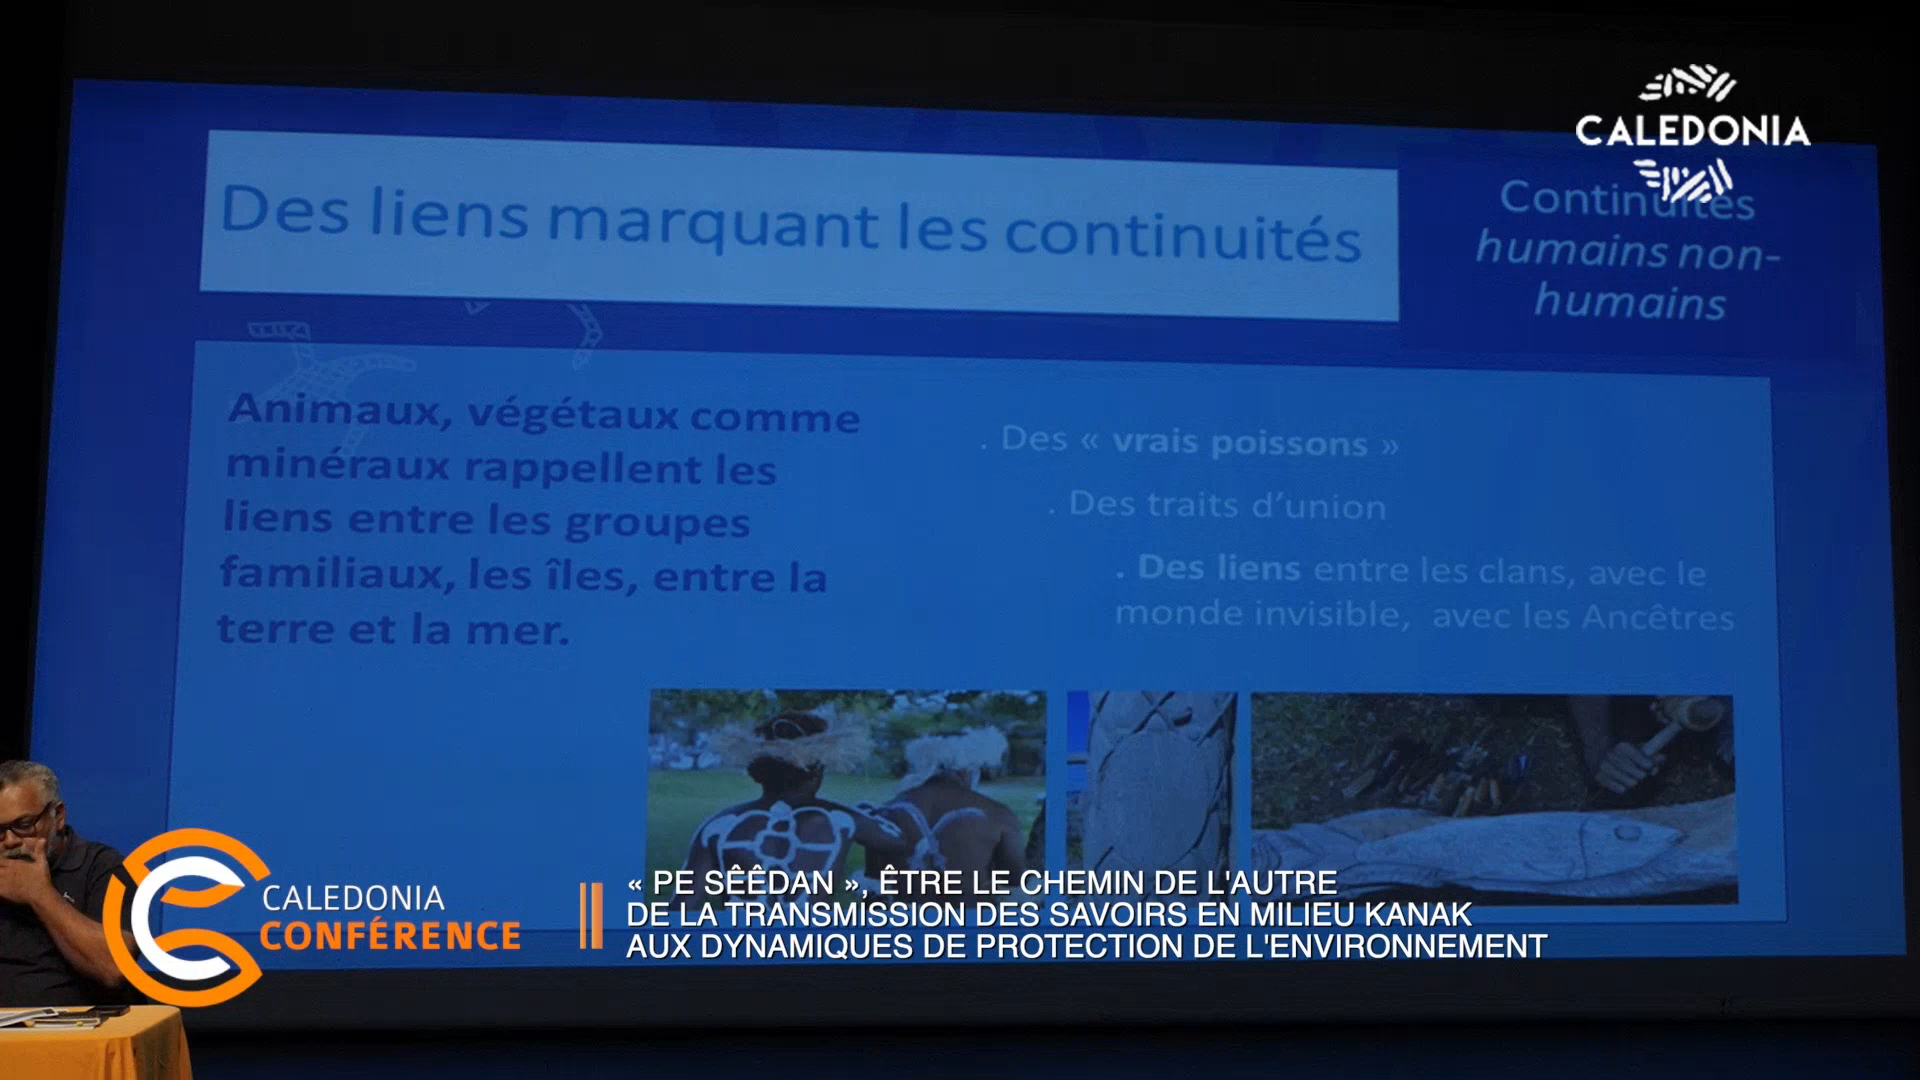 CALEDONIA
Des liens marquant les continuités
Continuités
humains non-
humains
Animaux, végétaux comme
minéraux rappellent les
liens entre les groupes
familiaux, les îles, entre la
terre et la mer.
. Des « vrais poissons »
. Des traits d’union
. Des liens entre les clans, avec le
monde invisible, avec les Ancêtres
CALEDONIA
CONFÉRENCE
« PE SÊÊDAN », ÊTRE LE CHEMIN DE L'AUTRE
DE LA TRANSMISSION DES SAVOIRS EN MILIEU KANAK
AUX DYNAMIQUES DE PROTECTION DE L'ENVIRONNEMENT